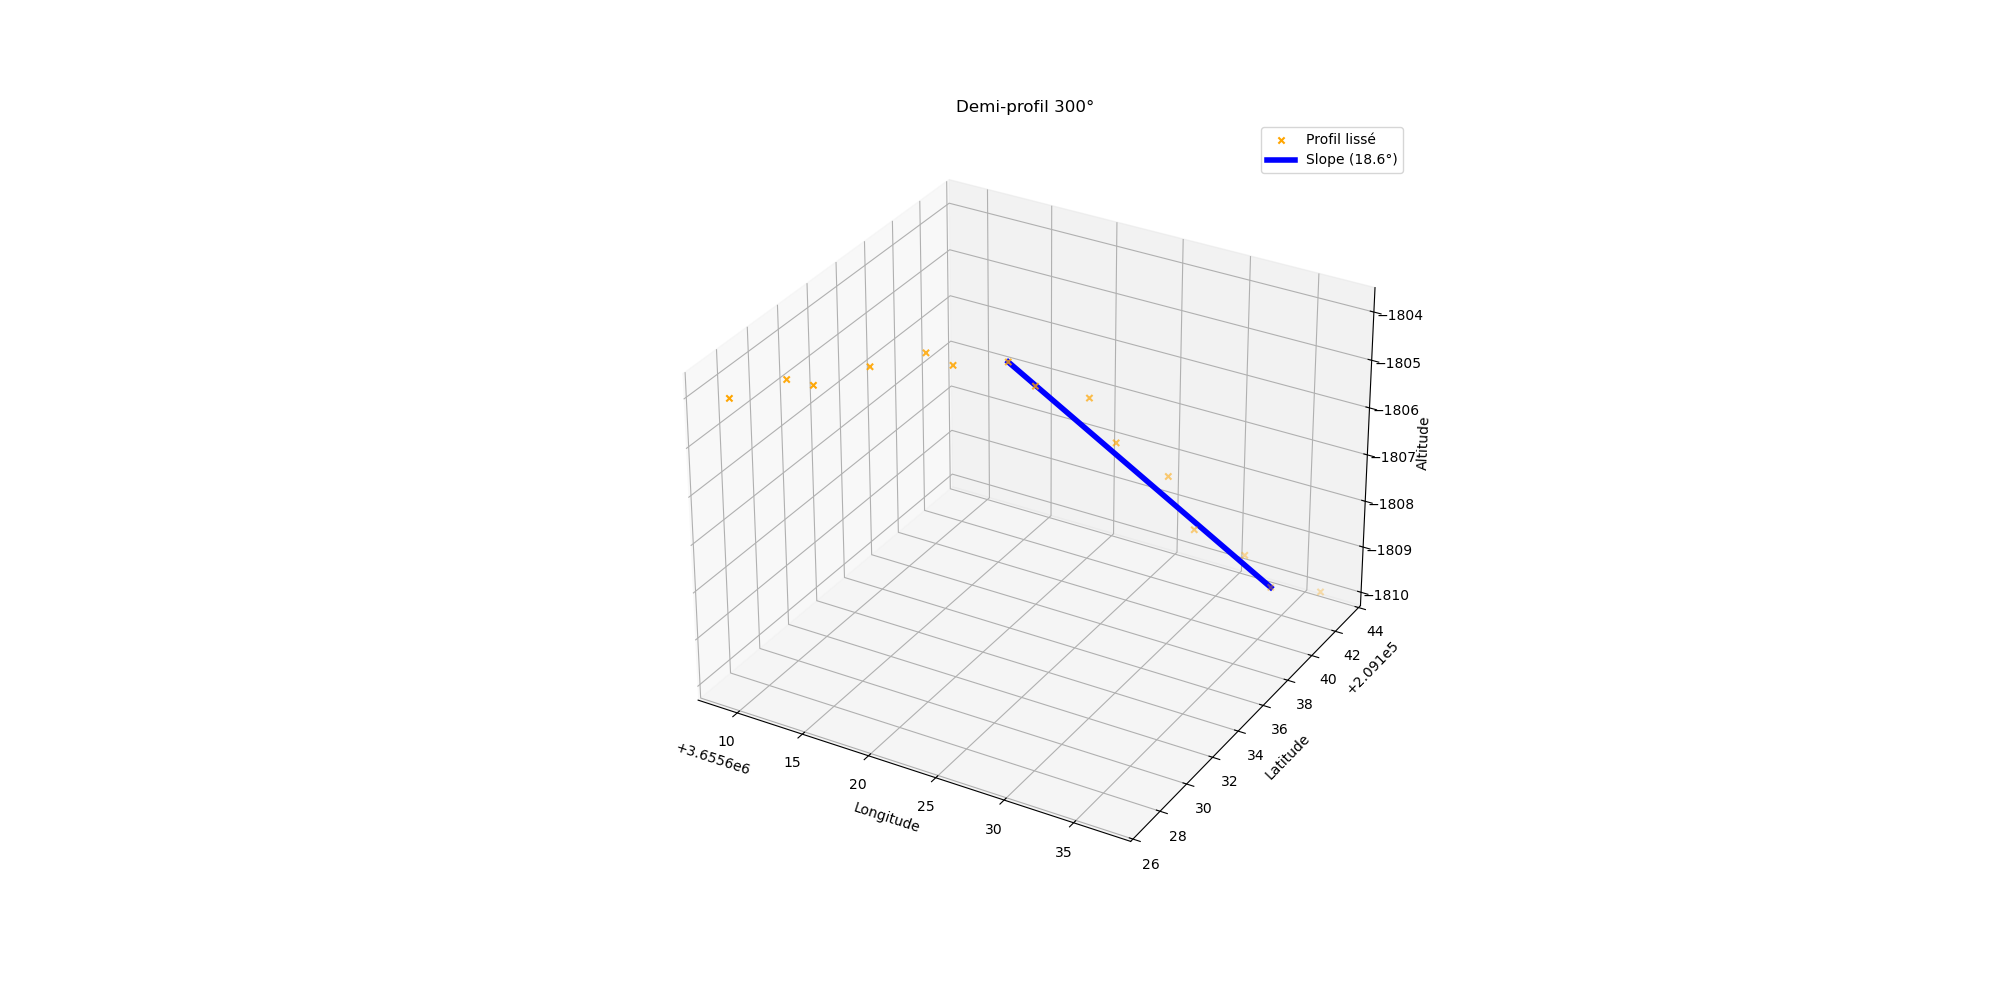 Demi-profil 300°
Profil lissé
Slope (18.6°)
−1804
−1805
−1806
−1807
−1808
−1809
−1810
Altitude
44
42
40
38
36
34
32
30
28
26
+2.091e5
Latitude
10
15
20
25
30
35
+3.6556e6
Longitude